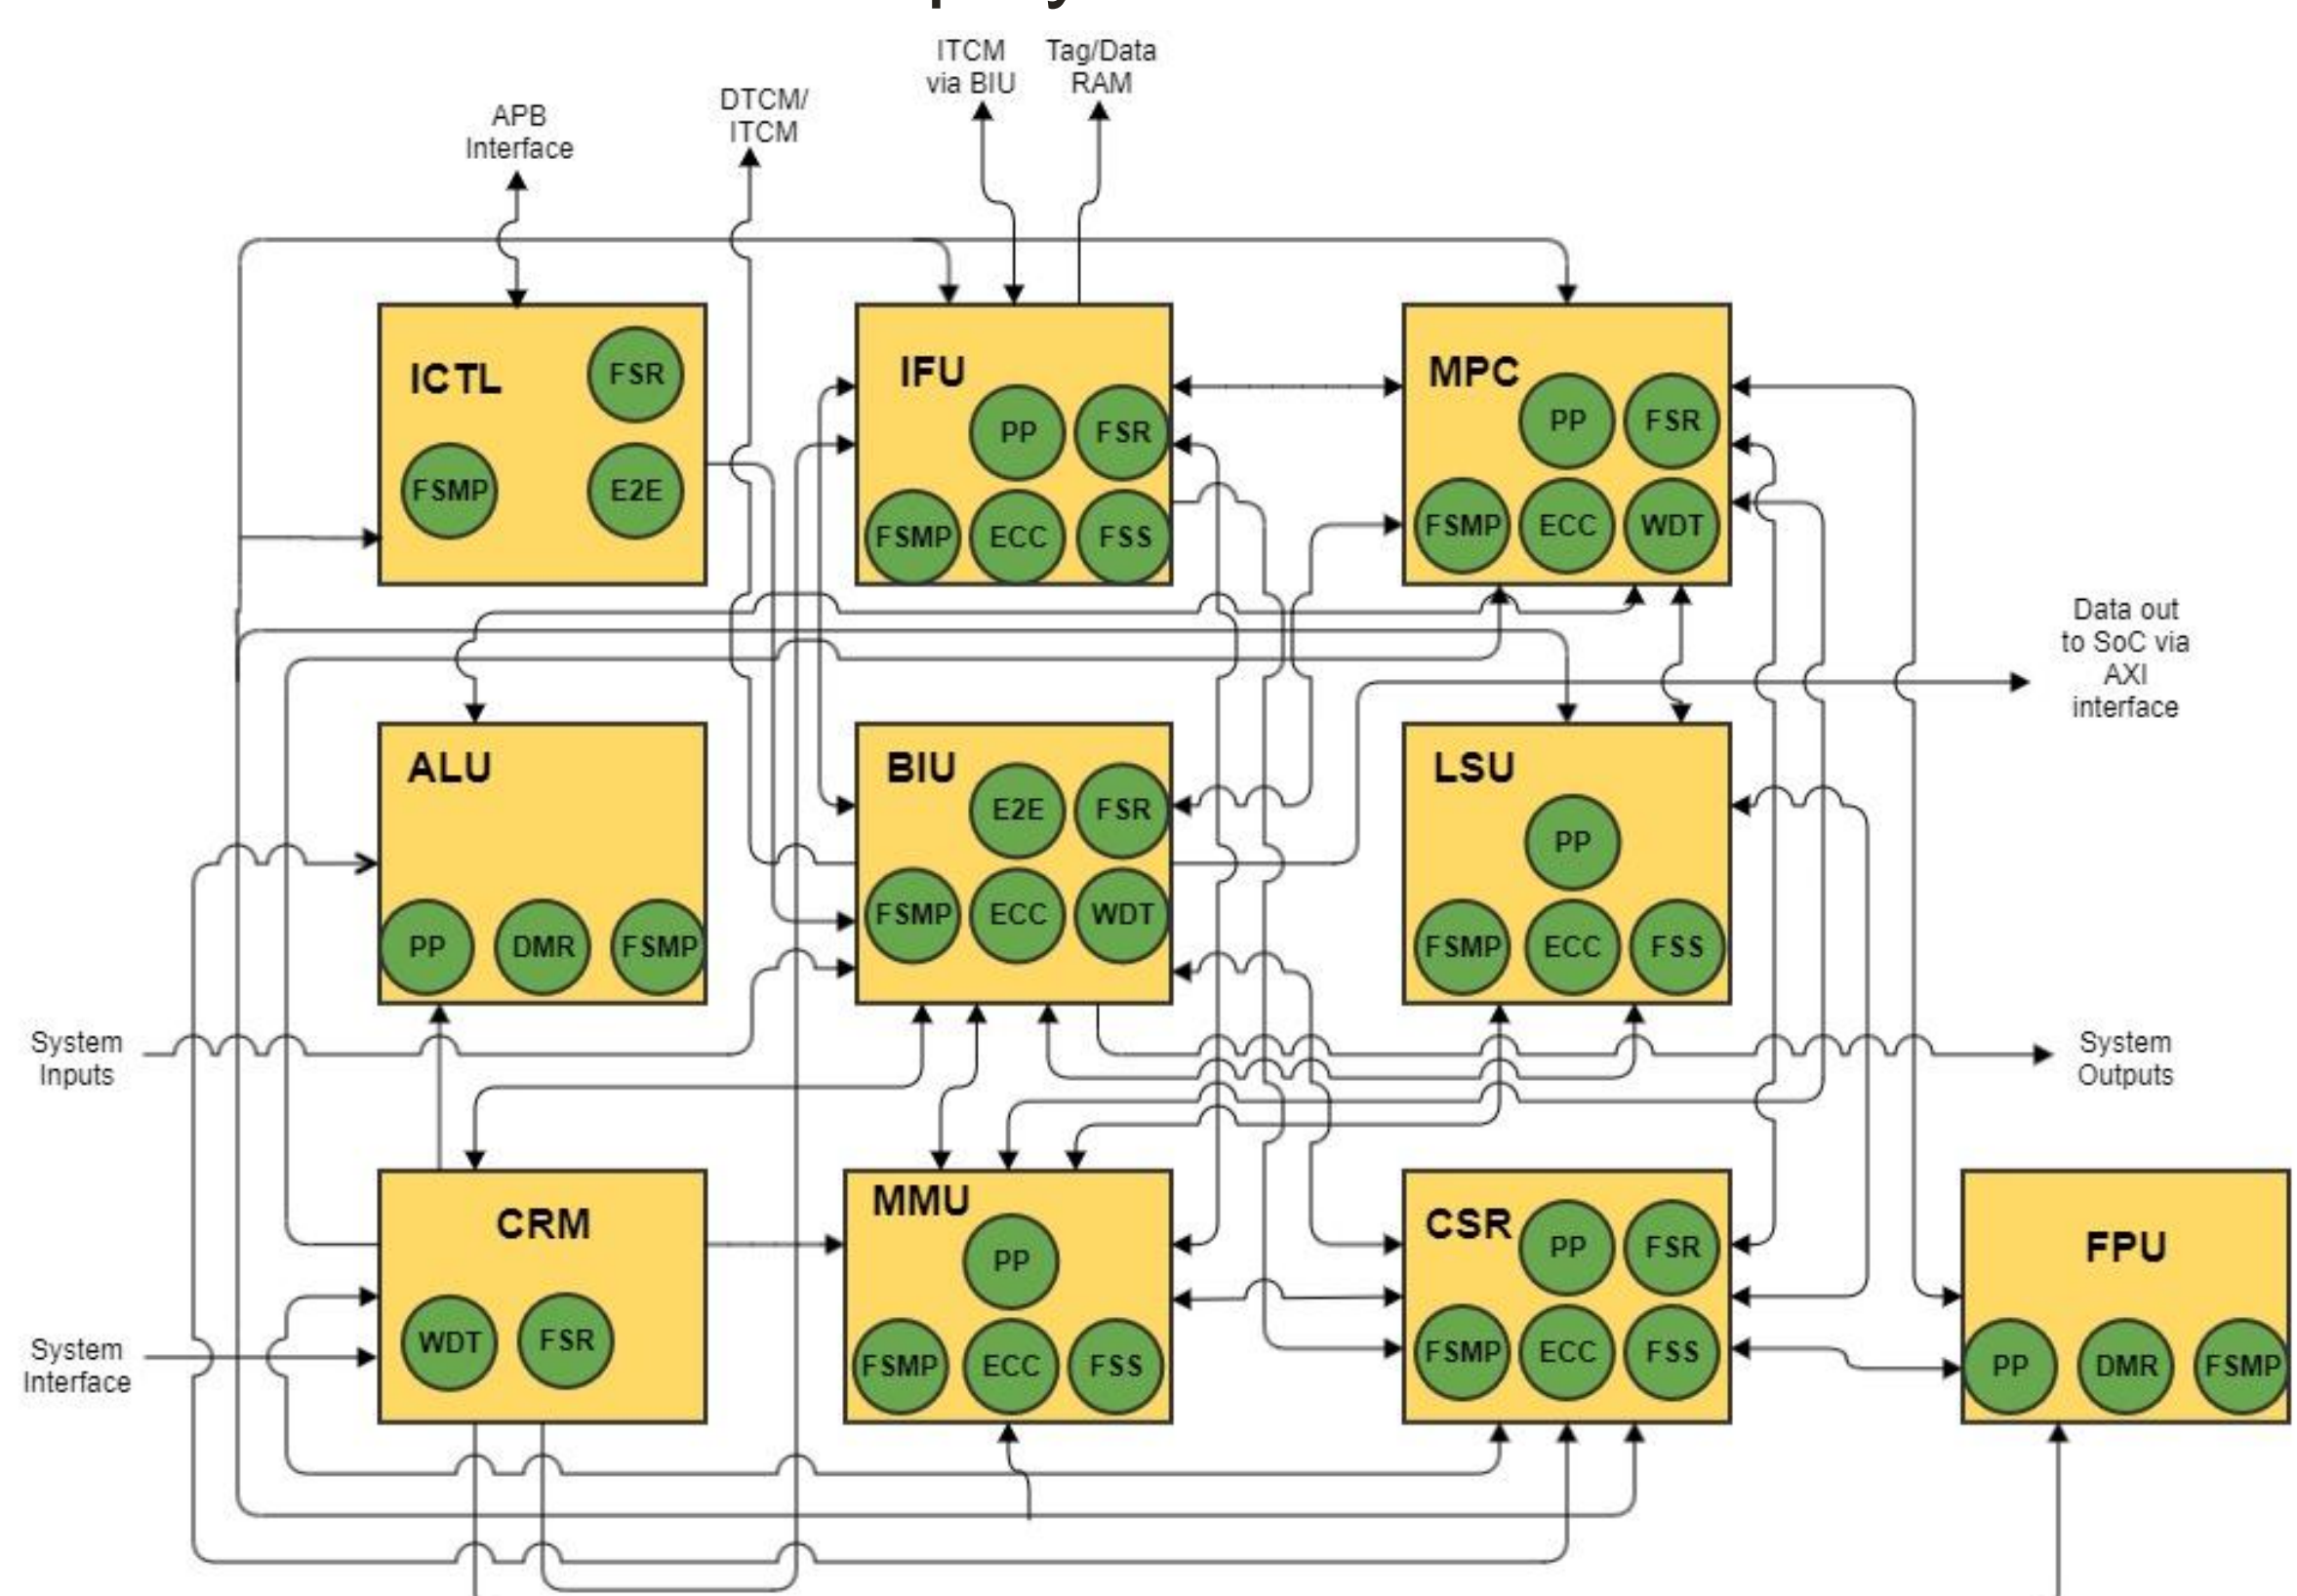 ITCM
via BIU
Tag/Data
RAM
DTCM/
ITCM
APB
Interface
ICTL
FSR
FSMP
E2E
IFU
PP
FSR
FSMP
ECC
FSS
MPC
PP
FSR
FSMP
ECC
WDT
Data out
to SoC via
AXI
interface
ALU
PP
DMR
FSMP
BIU
E2E
FSR
FSMP
ECC
WDT
LSU
PP
FSMP
ECC
FSS
System
Inputs
System
Outputs
CRM
WDT
FSR
MMU
PP
FSMP
ECC
FSS
CSR
PP
FSR
FSMP
ECC
FSS
FPU
PP
DMR
FSMP
System
Interface